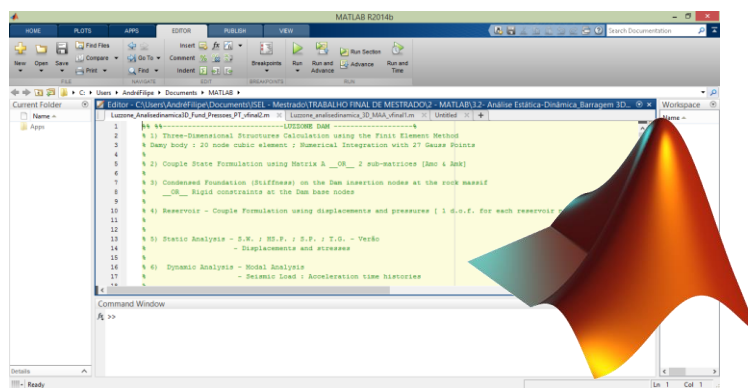 MATLAB R2014b
HOME PLOTS APPS EDITOR PUBLISH VIEW
Search Documentation
New Open Save Find Files Compare Print
Go To Find
Insert fx
Comment
Indent
Breakpoints
Run Run and Advance Run Section Advance Run and Time
FILE NAVIGATE EDIT BREAKPOINTS RUN
C: Users AndréFilipe Documents MATLAB
Current Folder
Name
Apps
Editor - C:\Users\AndréFilipe\Documents\ISEL - Mestrado\TRABALHO FINAL DE MESTRADO\2 - MATLAB\3.2- Análise Estática-Dinâmica_Barragem 3D...
Workspace
Name
Luzzone_Analisedinamica3D_Fund_Pressoes_PT_vfinal2.m Luzzone_analisedinamica_3D_MAA_vfinal1.m Untitled
1 %% %%----------------------------LUZZONE DAM -------------------%
2 % 1) Three-Dimensional Structures Calculation using the Finit Element Method
3 % Damy body : 20 node cubic element ; Numerical Integration with 27 Gauss Points
4 %
5 % 2) Couple State Formulation using Matrix A __OR__ 2 sub-matrices [Amc & Amk]
6 %
7 % 3) Condensed Foundation (Stiffness) on the Dam insertion nodes at the rock massif
8 % __OR__ Rigid constraints at the Dam base nodes
9 %
10 % 4) Reservoir - Couple Formulation using displacements and pressures [ 1 d.o.f. for each reservoir
11 %
12 %
13 % 5) Static Analysis - S.W. ; HS.P. ; S.P. ; T.G. - Verão
14 % - Displacements and stresses
15 %
16 % 6) Dynamic Analysis - Modal Analysis
17 % - Seismic Load : Acceleration time histories
18 %
Command Window
fx >>
Details
Ready
Ln 1 Col 1